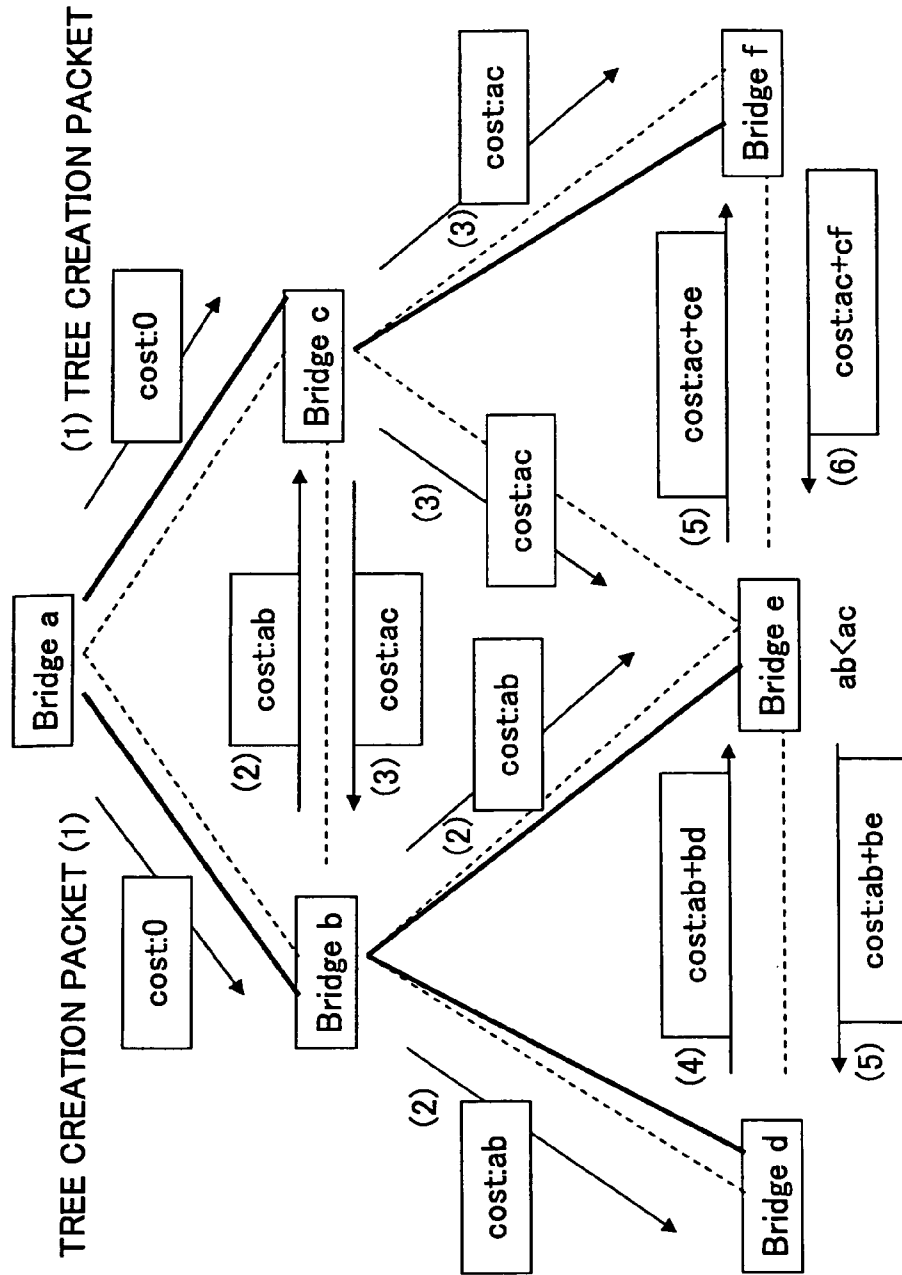 TREE CREATION PACKET (1)
(1) TREE CREATION PACKET
Bridge a
cost:0
cost:0
Bridge b
Bridge c
(2)
cost:ab
cost:ac
(3)
(2)
cost:ab
(2)
cost:ab
(3)
cost:ac
(3)
cost:ac
Bridge d
Bridge e
Bridge f
(4)
cost:ab+bd
(5)
cost:ab+be
ab<ac
(5)
cost:ac+ce
(6)
cost:ac+cf